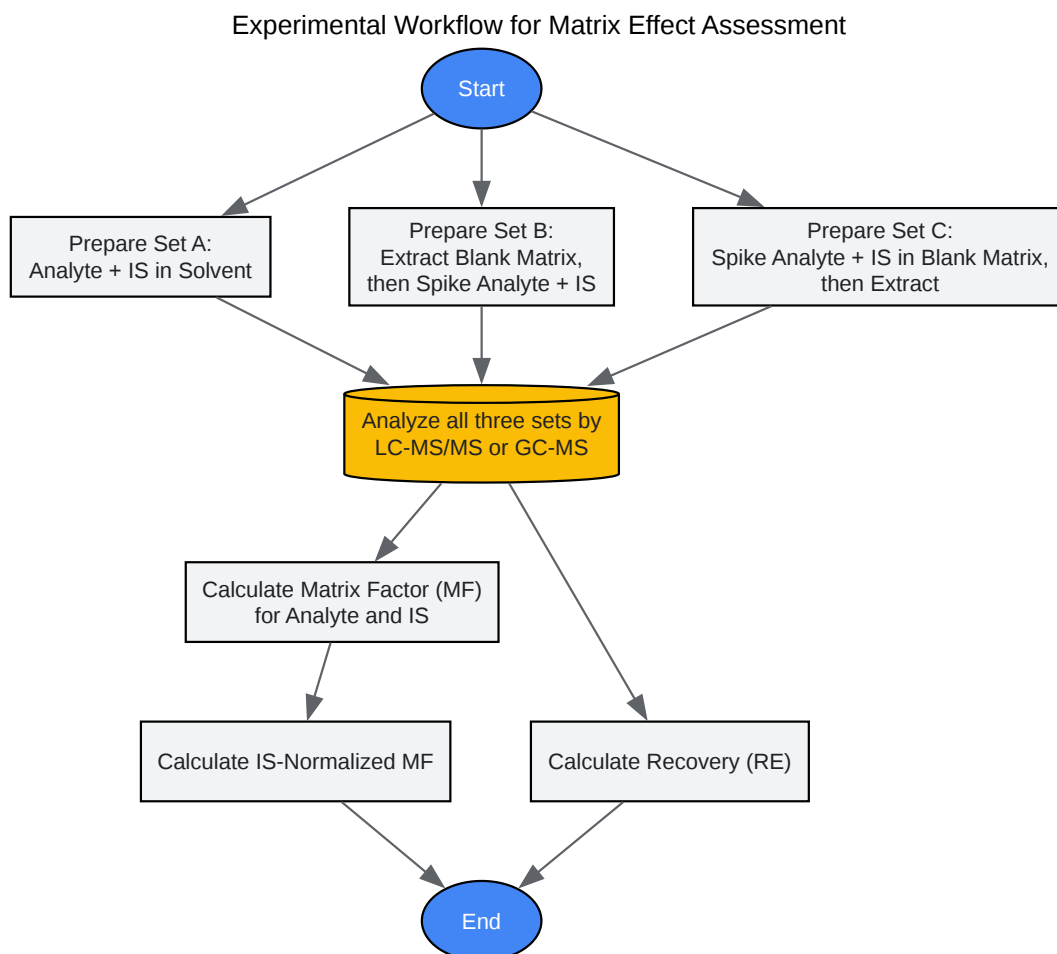 Experimental Workflow for Matrix Effect Assessment
Start
Prepare Set A:
Analyte + IS in Solvent
Prepare Set B:
Extract Blank Matrix,
then Spike Analyte + IS
Prepare Set C:
Spike Analyte + IS in Blank Matrix,
then Extract
Analyze all three sets by
LC-MS/MS or GC-MS
Calculate Matrix Factor (MF)
for Analyte and IS
Calculate IS-Normalized MF
Calculate Recovery (RE)
End